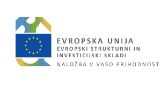 EVROPSKA UNIJA
EVROPSKI STRUKTURNI IN
INVESTICIJSKI SKLADI
NALOŽBA V VAŠO PRIHODNOST